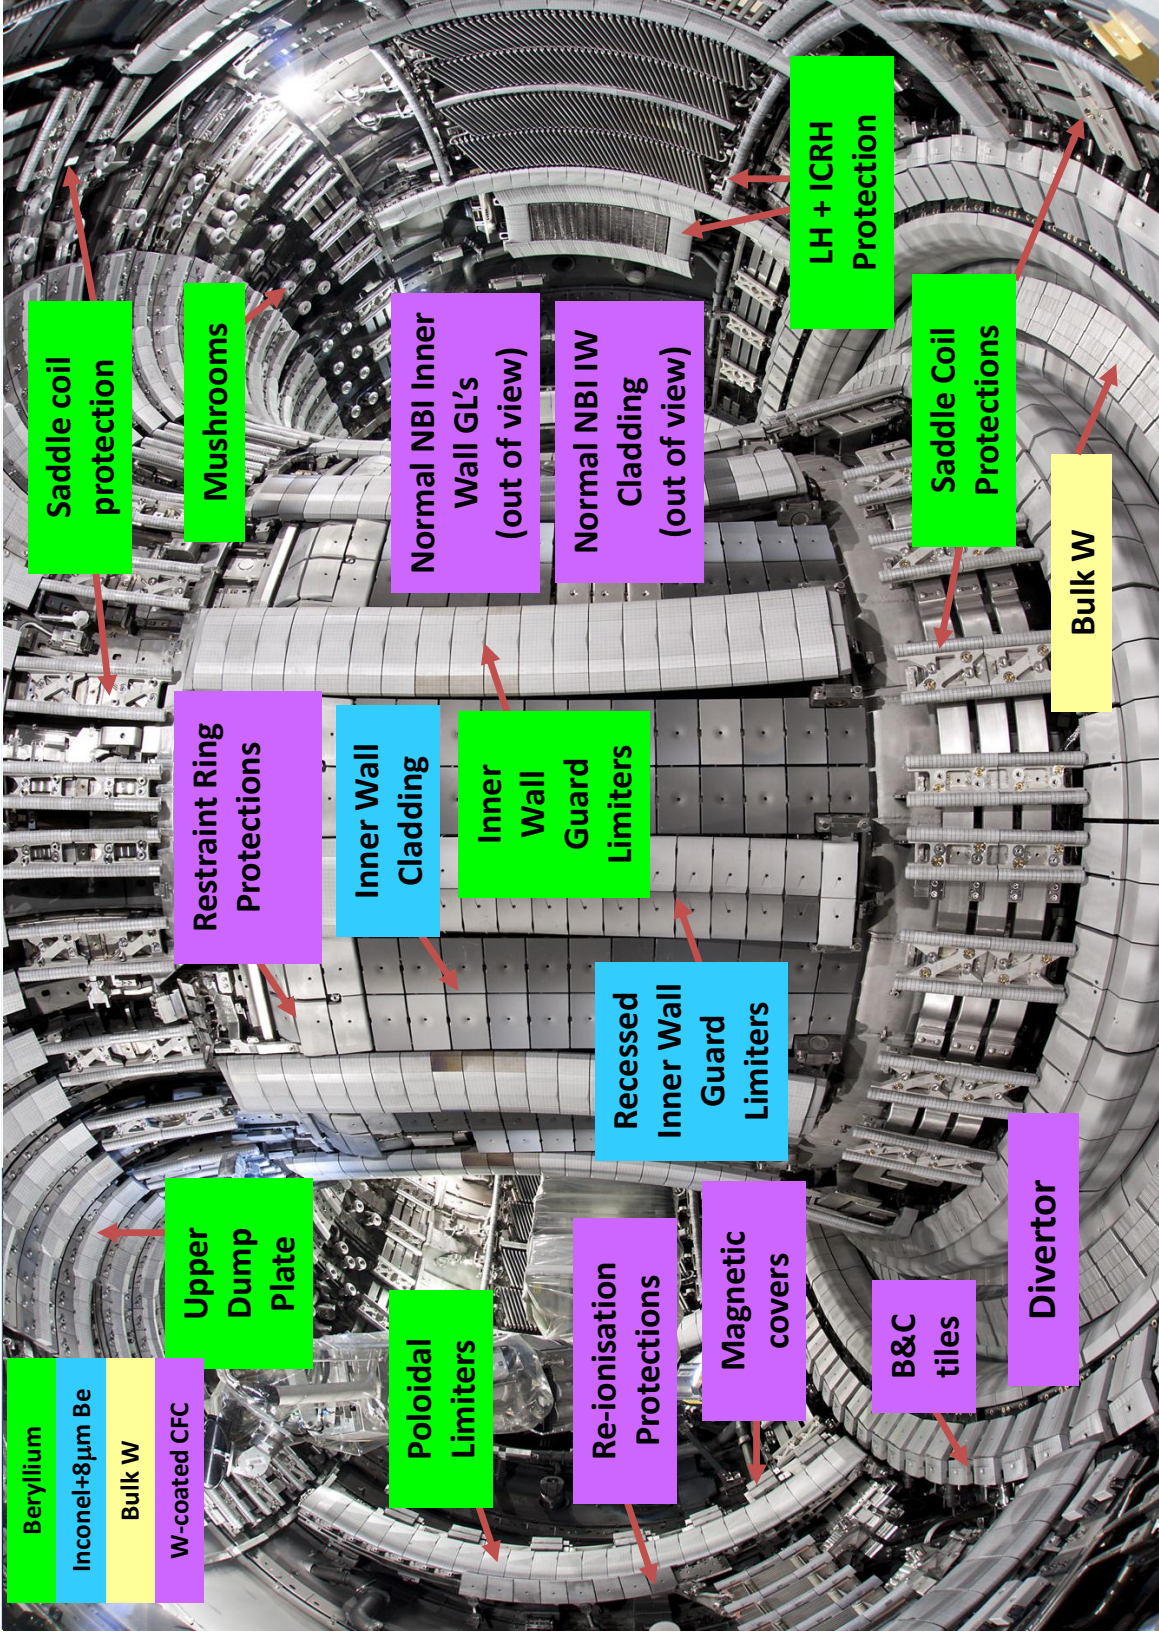 Beryllium
Inconel+8µm Be
Bulk W
W-coated CFC
Upper
Dump
Plate
Saddle coil
protection
Mushrooms
Restraint Ring
Protections
Inner Wall
Cladding
Inner
Wall
Guard
Limiters
Normal NBI Inner
Wall GL’s
(out of view)
Normal NBI IW
Cladding
(out of view)
LH + ICRH
Protection
Poloidal
Limiters
Re-ionisation
Protections
Magnetic
covers
Recessed
Inner Wall
Guard
Limiters
Saddle Coil
Protections
B&C
tiles
Divertor
Bulk W